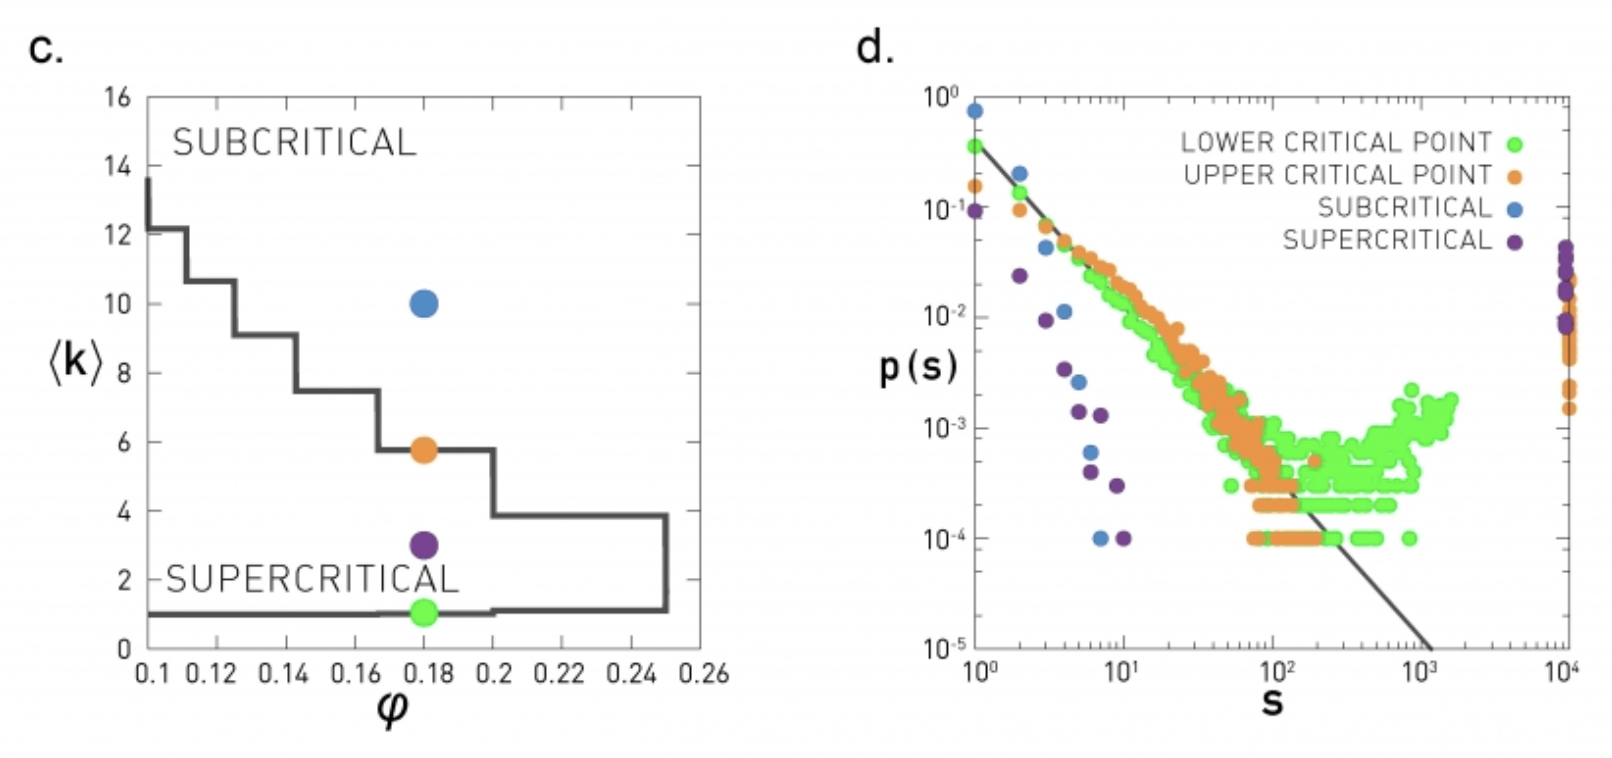 c.
16
14
12
10
8
6
4
2
0
⟨k⟩
SUBCRITICAL
SUPERCRITICAL
0.1 0.12 0.14 0.16 0.18 0.2 0.22 0.24 0.26
φ
d.
10⁰
10⁻¹
10⁻²
10⁻³
10⁻⁴
10⁻⁵
p(s)
LOWER CRITICAL POINT
UPPER CRITICAL POINT
SUBCRITICAL
SUPERCRITICAL
10⁰ 10¹ 10² 10³ 10⁴
s